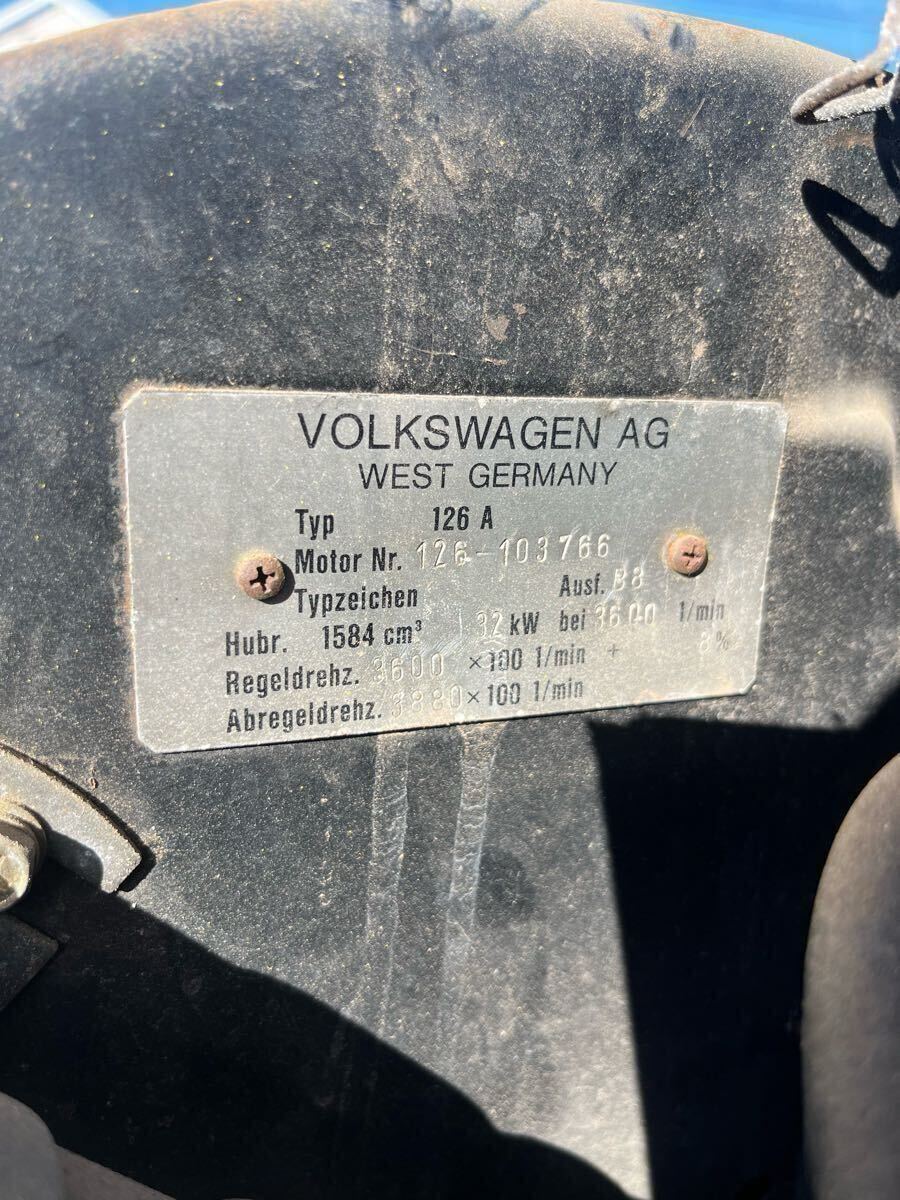 VOLKSWAGEN AG
WEST GERMANY
Typ 126 A
Motor Nr. 126-103766
Typzeichen Ausf. B8
Hubr. 1584 cm³ 32 kW bei 3600 1/min
Regeldrehz. 3600 ×100 1/min + 8%
Abregeldrehz. 3880 ×100 1/min